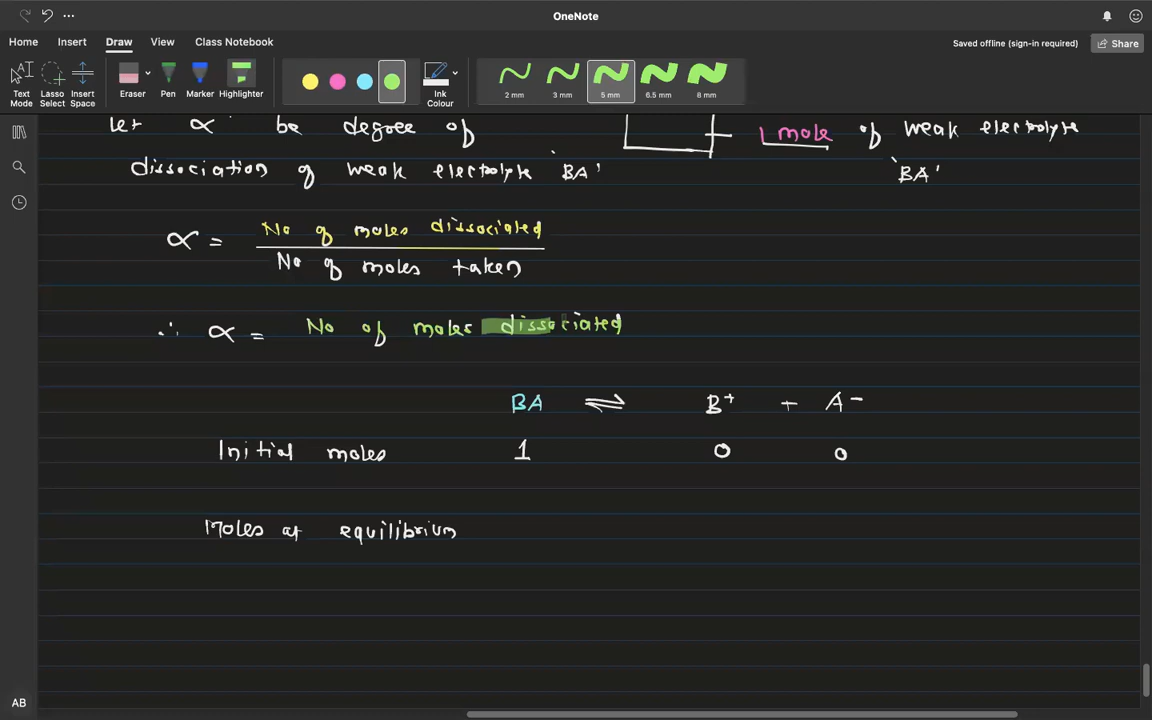 OneNote
Home Insert Draw View Class Notebook
Saved offline (sign-in required) Share
Text Mode
Lasso Select
Insert Space
Eraser
Pen
Marker
Highlighter
Ink Colour
2 mm 3 mm 5 mm 6.5 mm 8 mm
Let ∝ be degree of
dissociation of weak electrolyte 'BA'
1 mole of weak electrolyte
'BA'
∝ = No of moles dissociated
No of moles taken
∴ ∝ = No of moles dissociated
BA ⇌ B+ + A−
Initial moles 1 0 0
Moles at equilibrium
AB